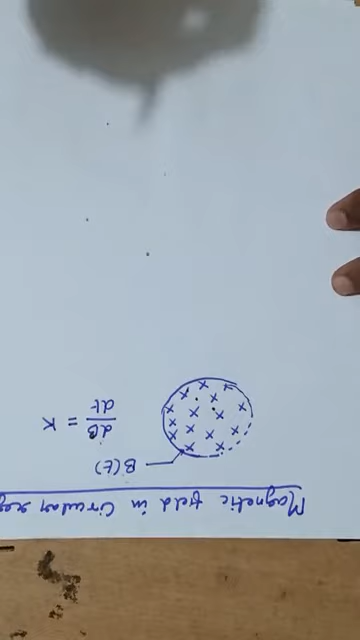 Magnetic field in Circular
B(t)
dB/dt = K